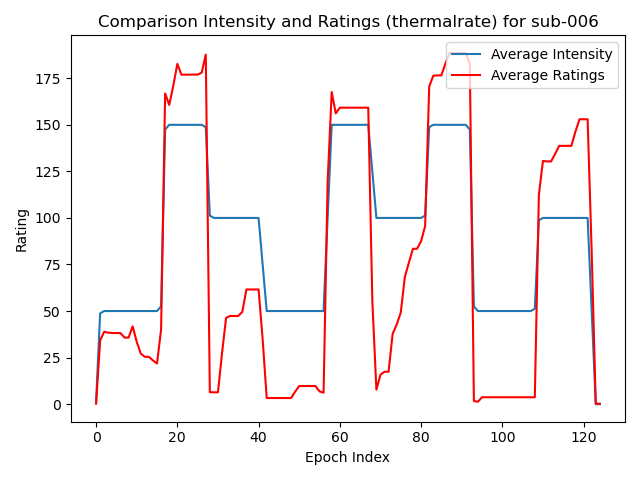 Comparison Intensity and Ratings (thermalrate) for sub-006
Average Intensity
Average Ratings
175
150
125
100
75
50
25
0
Rating
0 20 40 60 80 100 120
Epoch Index